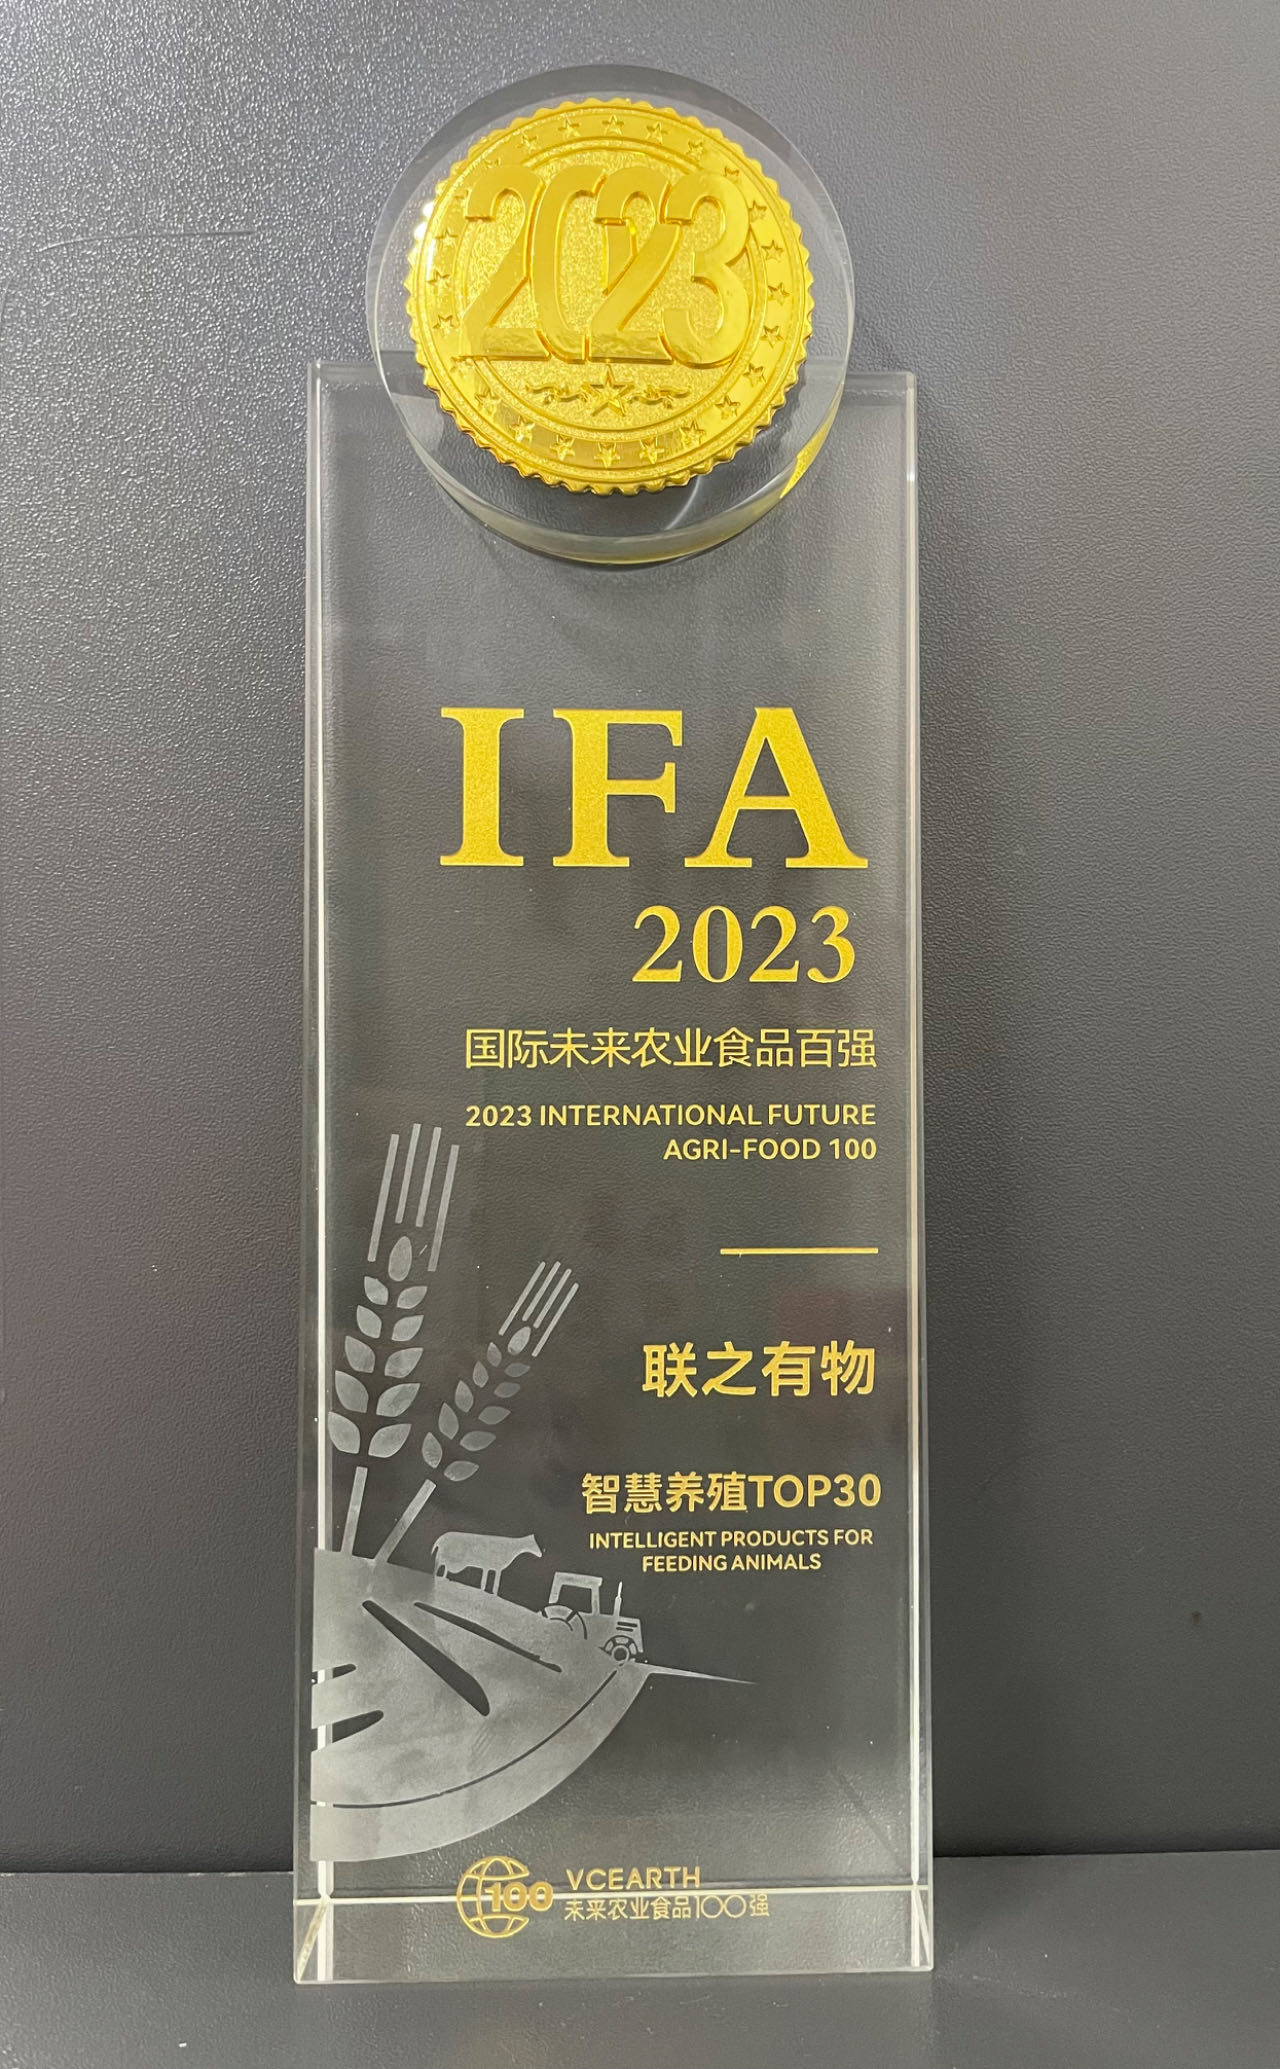 2023
IFA
2023
国际未来农业食品百强
2023 INTERNATIONAL FUTURE
AGRI-FOOD 100
联之有物
智慧养殖TOP30
INTELLIGENT PRODUCTS FOR
FEEDING ANIMALS
100
VCEARTH
未来农业食品100强